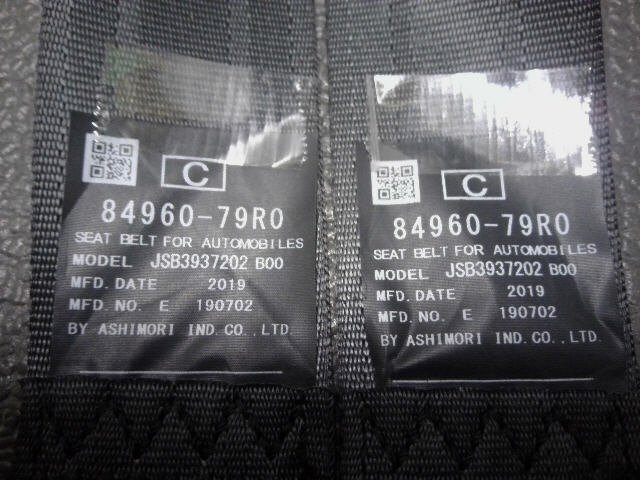 C
84960-79R0
SEAT BELT FOR AUTOMOBILES
MODEL JSB3937202 B00
MFD. DATE 2019
MFD. NO. E 190702
BY ASHIMORI IND. CO., LTD.
C
84960-79R0
SEAT BELT FOR AUTOMOBILES
MODEL JSB3937202 B00
MFD. DATE 2019
MFD. NO. E 190702
BY ASHIMORI IND. CO., LTD.